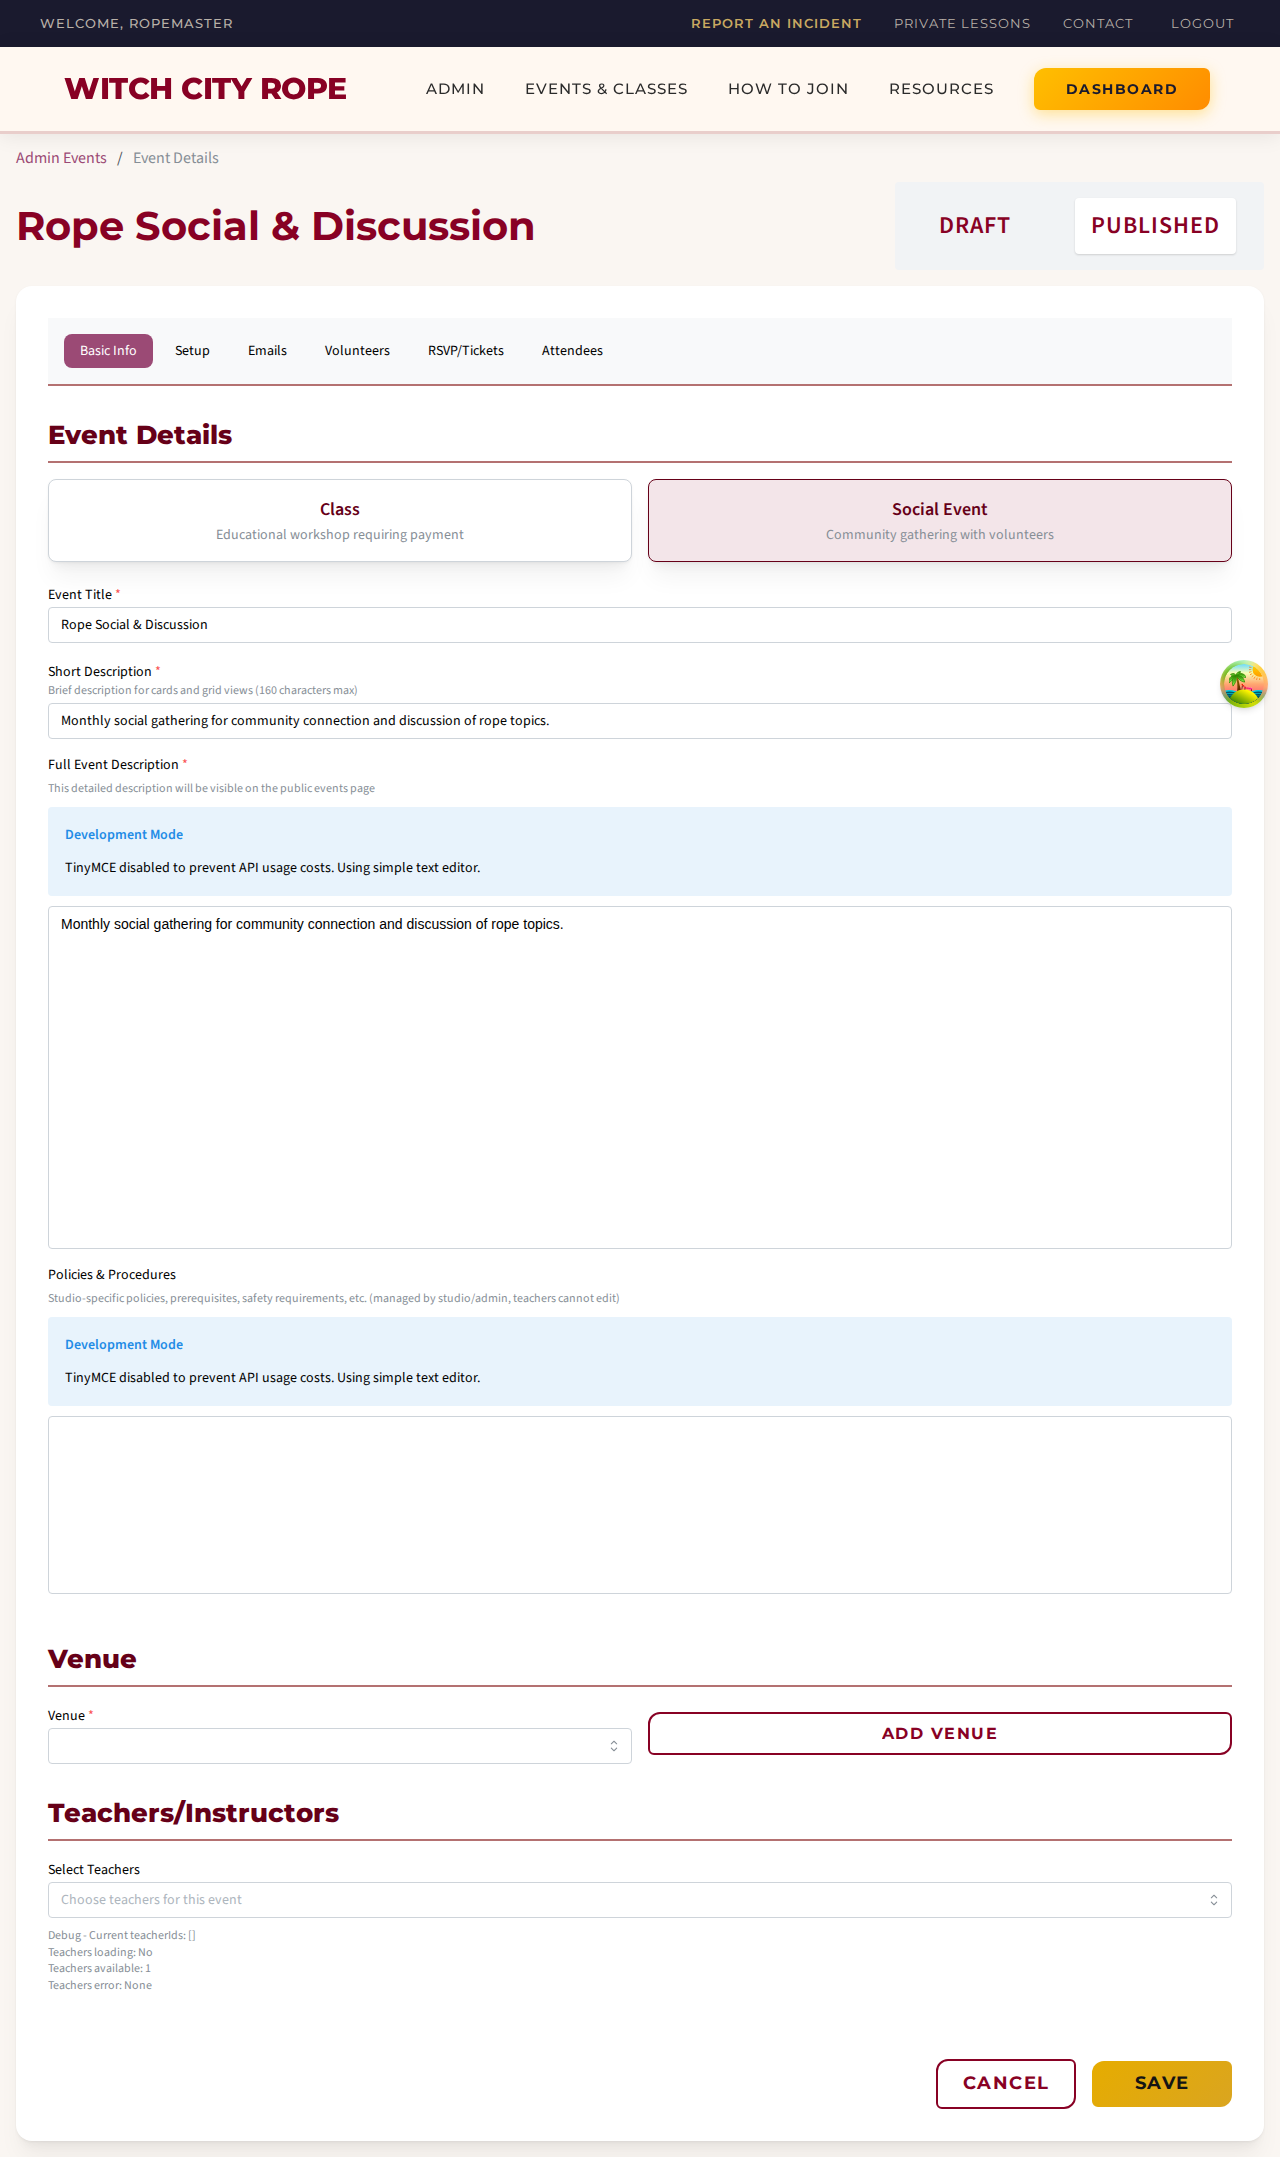 WELCOME, ROPEMASTER
REPORT AN INCIDENT PRIVATE LESSONS CONTACT LOGOUT
WITCH CITY ROPE
ADMIN EVENTS & CLASSES HOW TO JOIN RESOURCES DASHBOARD
Admin Events / Event Details
Rope Social & Discussion
DRAFT PUBLISHED
Basic Info Setup Emails Volunteers RSVP/Tickets Attendees
Event Details
Class
Educational workshop requiring payment
Social Event
Community gathering with volunteers
Event Title *
Rope Social & Discussion
Short Description *
Brief description for cards and grid views (160 characters max)
Monthly social gathering for community connection and discussion of rope topics.
Full Event Description *
This detailed description will be visible on the public events page
Development Mode
TinyMCE disabled to prevent API usage costs. Using simple text editor.
Monthly social gathering for community connection and discussion of rope topics.
Policies & Procedures
Studio-specific policies, prerequisites, safety requirements, etc. (managed by studio/admin, teachers cannot edit)
Development Mode
TinyMCE disabled to prevent API usage costs. Using simple text editor.
Venue
Venue *
ADD VENUE
Teachers/Instructors
Select Teachers
Choose teachers for this event
Debug - Current teacherIds: []
Teachers loading: No
Teachers available: 1
Teachers error: None
CANCEL SAVE